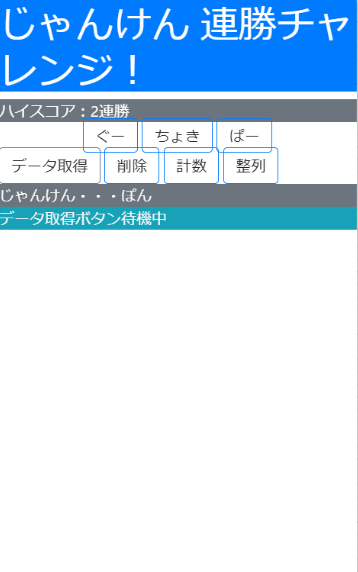 じゃんけん 連勝チャ
レンジ！
ハイスコア：2連勝
ぐー ちょき ぱー
データ取得 削除 計数 整列
じゃんけん・・・ぽん
データ取得ボタン待機中